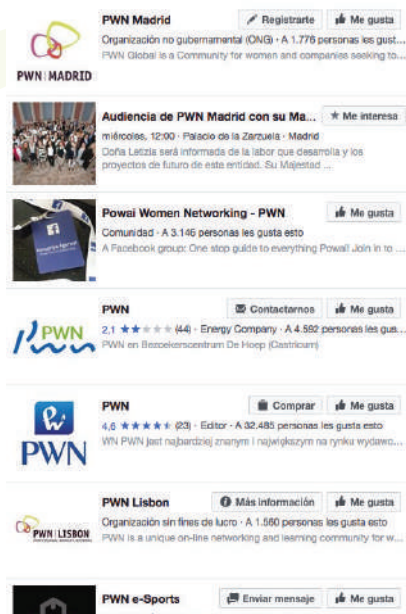 PWN Madrid
Registrarte
Me gusta
Organización no gubernamental (ONG) · A 1.776 personas les gust...
PWN Global is a Community for women and companies seeking to...
PWN MADRID
Audiencia de PWN Madrid con su Ma...
Me interesa
miércoles, 12:00 · Palacio de la Zarzuela · Madrid
Doña Letizia será informada de la labor que desarrolla y los
proyectos de futuro de este entidad. Su Majestad ...
Powai Women Networking - PWN
Me gusta
Comunidad · A 3.146 personas les gusta esto
A Facebook group: One stop guide to everything Powai! Join in to ...
PWN
Contactarnos
Me gusta
PWN
2,1 (44) · Energy Company · A 4.592 personas les gus...
PWN en Bezoekerscentrum De Hoep (Castricum)
PWN
Comprar
Me gusta
4,6 (23) · Editor · A 32.485 personas les gusta esto
WN PWN jest najbardziej znanym i największym na rynku wydawc...
PWN
PWN Lisbon
Más información
Me gusta
Organización sin fines de lucro · A 1.560 personas les gusta esto
PWN is a unique on-line networking and learning community for w...
PWN LISBON
PWN e-Sports
Enviar mensaje
Me gusta